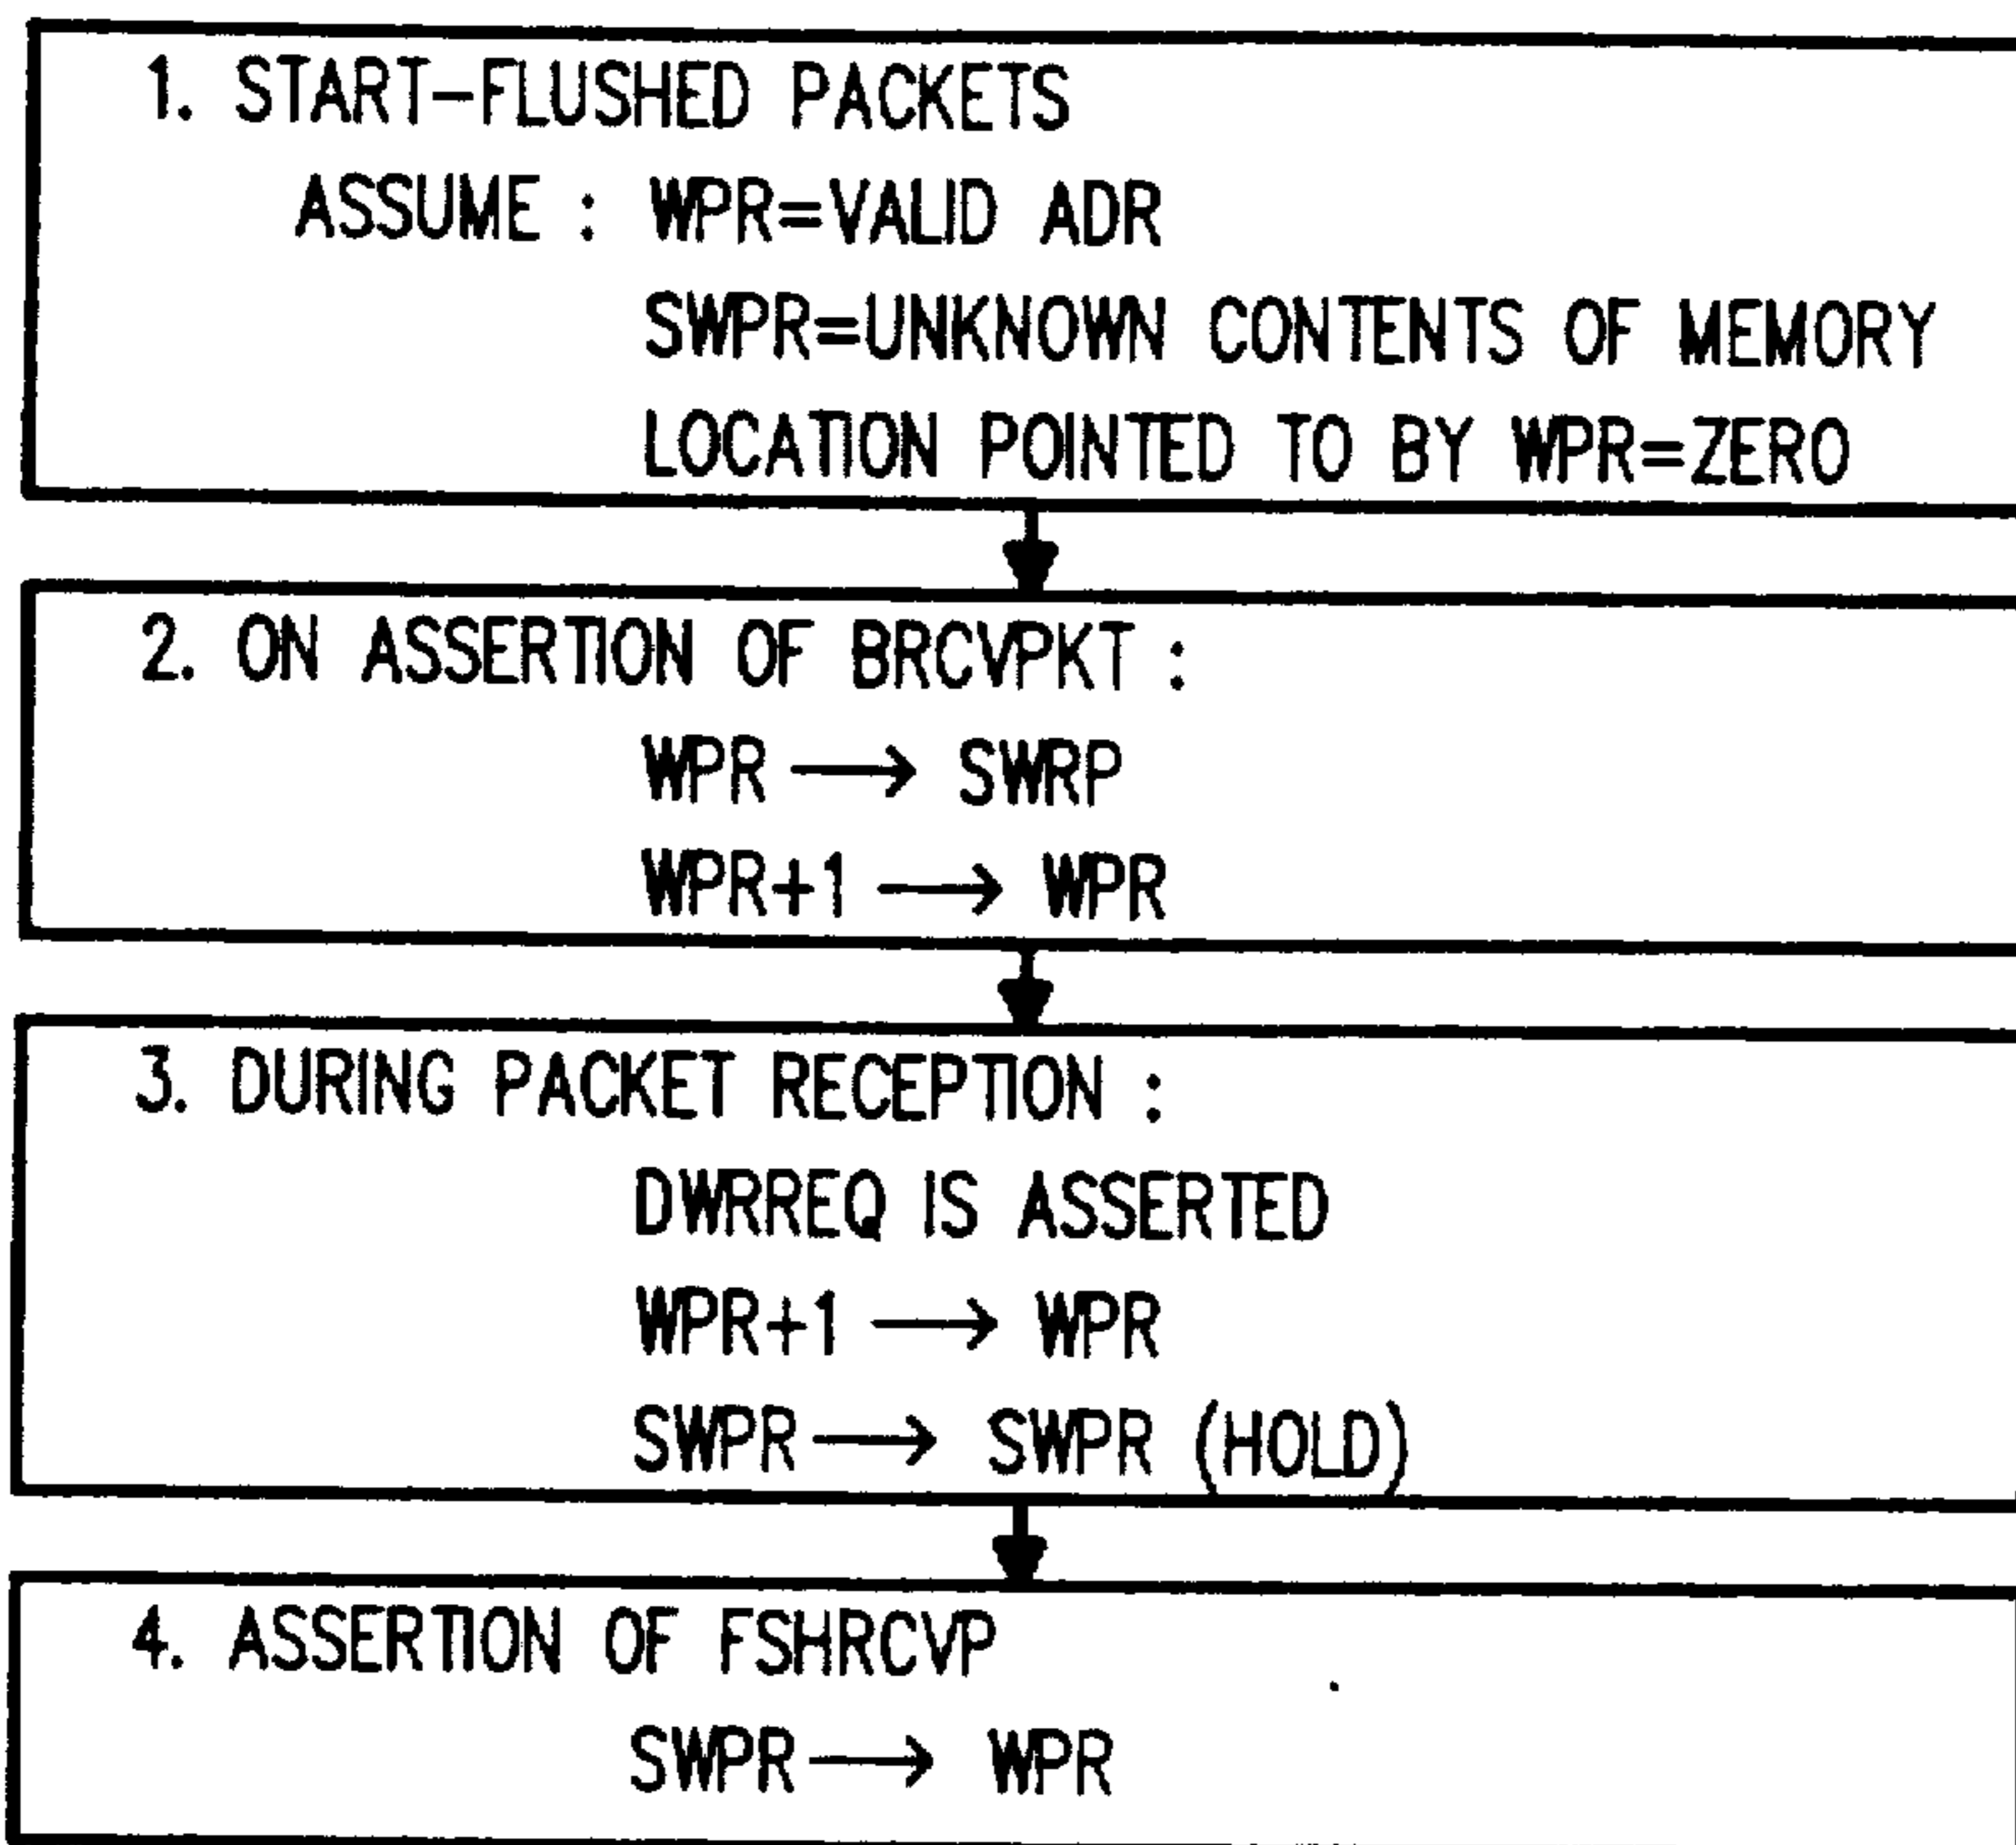 1. START-FLUSHED PACKETS
ASSUME : WPR=VALID ADR
SWPR=UNKNOWN CONTENTS OF MEMORY
LOCATION POINTED TO BY WPR=ZERO
2. ON ASSERTION OF BRCVPKT :
WPR → SWRP
WPR+1 → WPR
3. DURING PACKET RECEPTION :
DWRREQ IS ASSERTED
WPR+1 → WPR
SWPR → SWPR (HOLD)
4. ASSERTION OF FSHRCVP
SWPR → WPR